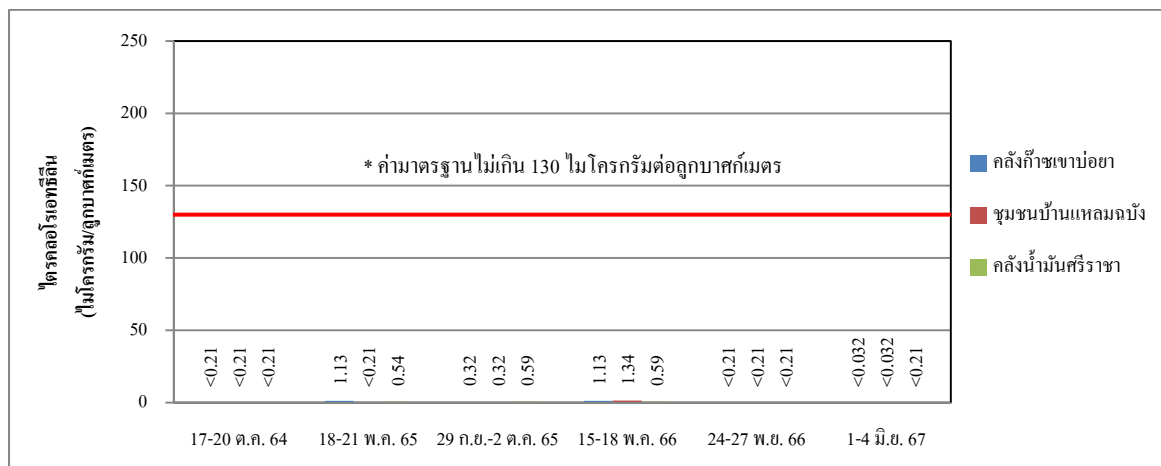 250
200
150
100
50
0
ไตรคลอโรเอทธีลีน
(ไมโครกรัม/ลูกบาศก์เมตร)
* ค่ามาตรฐานไม่เกิน 130 ไมโครกรัมต่อลูกบาศก์เมตร
<0.21
<0.21
<0.21
1.13
<0.21
0.54
0.32
0.32
0.59
1.13
1.34
0.59
<0.21
<0.21
<0.21
<0.032
<0.032
<0.21
17-20 ต.ค. 64
18-21 พ.ค. 65
29 ก.ย.-2 ต.ค. 65
15-18 พ.ค. 66
24-27 พ.ย. 66
1-4 มิ.ย. 67
คลังก๊าซเขาบ่อยา
ชุมชนบ้านแหลมฉบัง
คลังน้ำมันศรีราชา